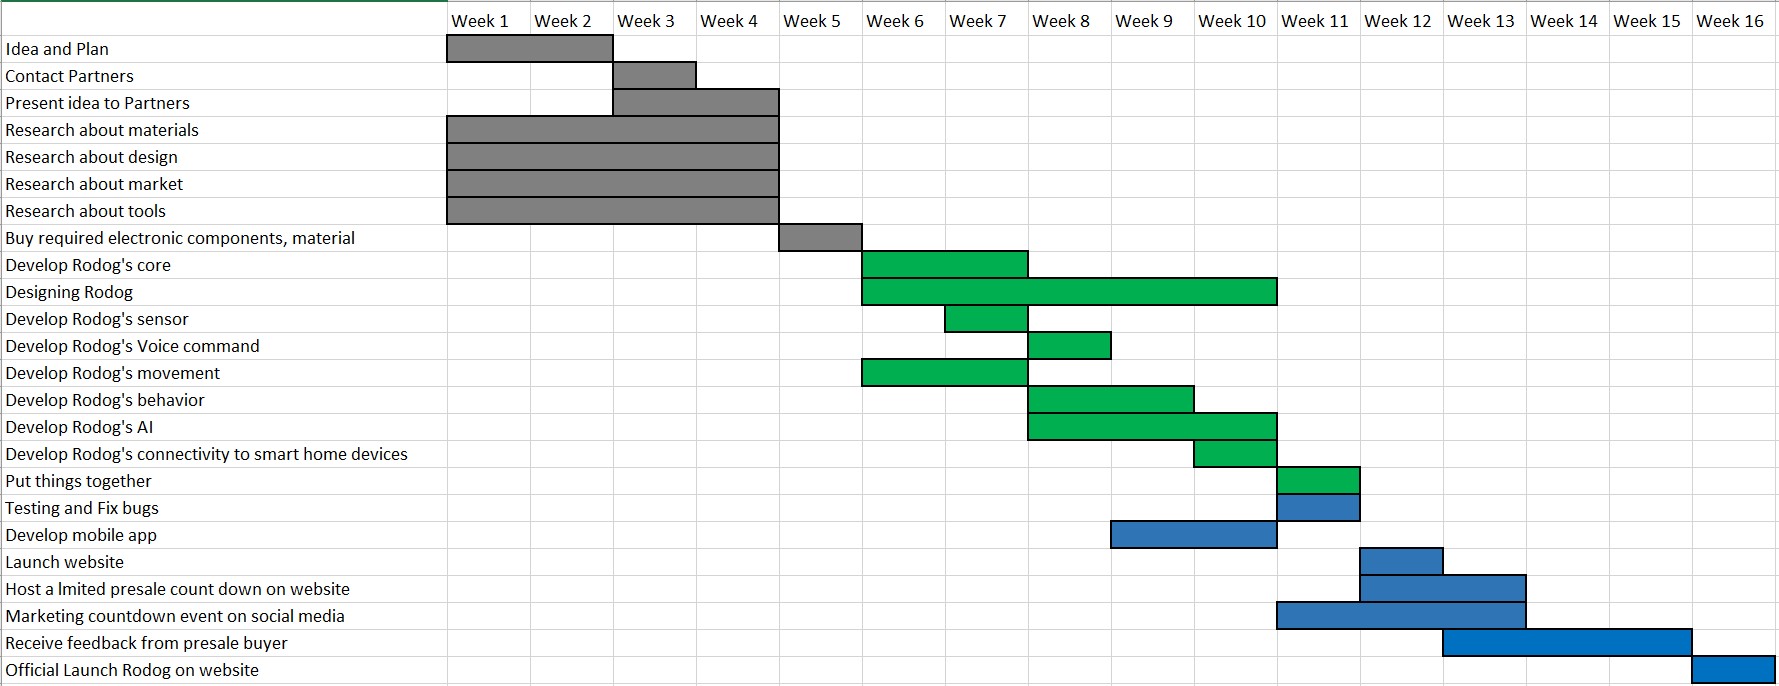 Week 1 Week 2 Week 3 Week 4 Week 5 Week 6 Week 7 Week 8 Week 9 Week 10 Week 11 Week 12 Week 13 Week 14 Week 15 Week 16
Idea and Plan
Contact Partners
Present idea to Partners
Research about materials
Research about design
Research about market
Research about tools
Buy required electronic components, material
Develop Rodog's core
Designing Rodog
Develop Rodog's sensor
Develop Rodog's Voice command
Develop Rodog's movement
Develop Rodog's behavior
Develop Rodog's AI
Develop Rodog's connectivity to smart home devices
Put things together
Testing and Fix bugs
Develop mobile app
Launch website
Host a lmited presale count down on website
Marketing countdown event on social media
Receive feedback from presale buyer
Official Launch Rodog on website